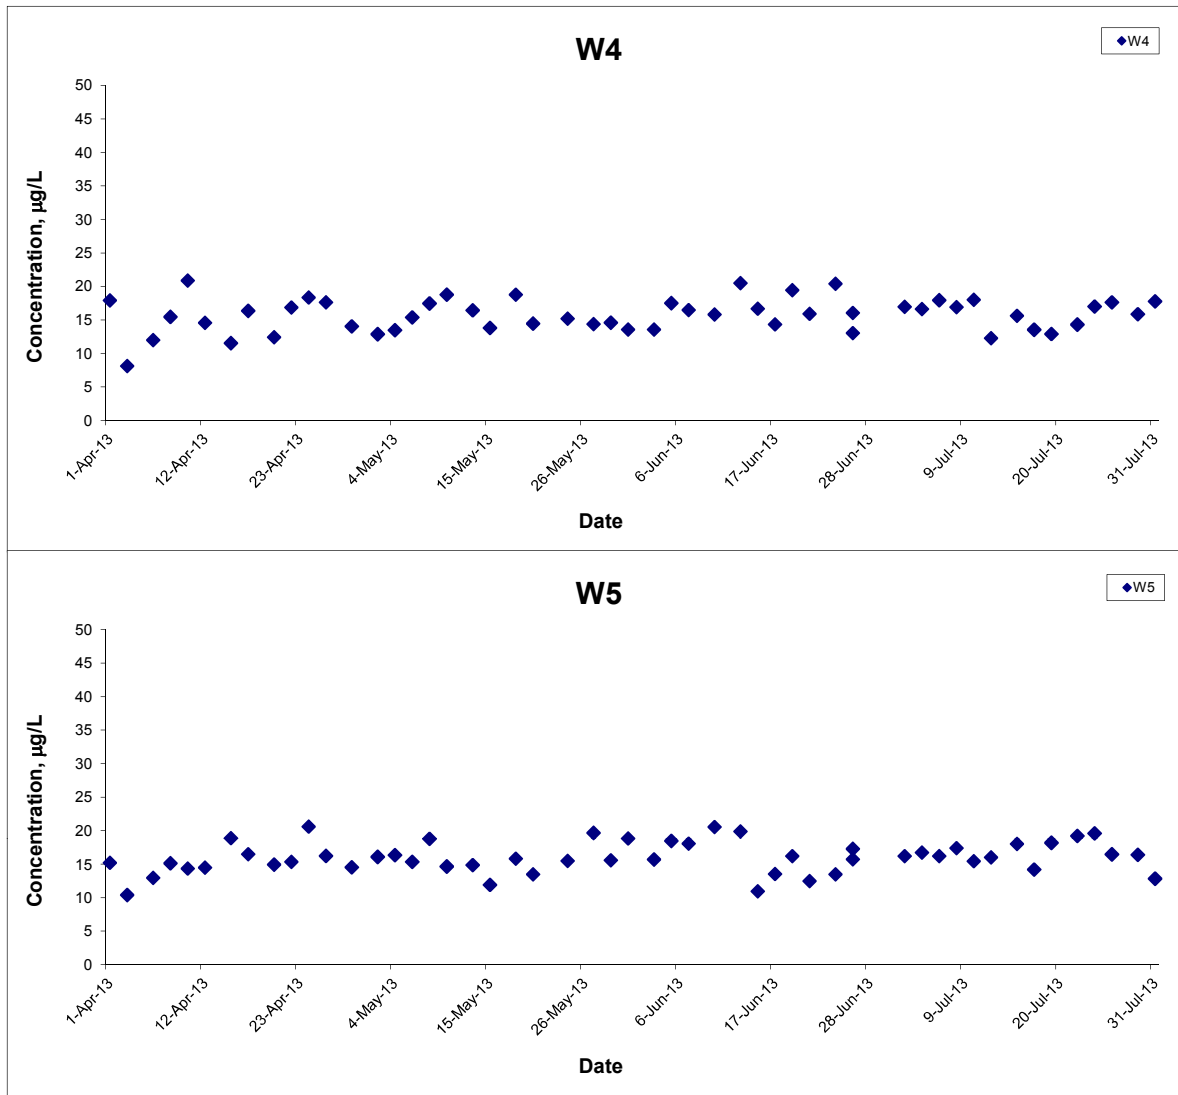 W4
W4
50
45
40
35
30
25
20
15
10
5
0
Concentration, µg/L
1-Apr-13
12-Apr-13
23-Apr-13
4-May-13
15-May-13
26-May-13
6-Jun-13
17-Jun-13
28-Jun-13
9-Jul-13
20-Jul-13
31-Jul-13
Date
W5
W5
50
45
40
35
30
25
20
15
10
5
0
Concentration, µg/L
1-Apr-13
12-Apr-13
23-Apr-13
4-May-13
15-May-13
26-May-13
6-Jun-13
17-Jun-13
28-Jun-13
9-Jul-13
20-Jul-13
31-Jul-13
Date